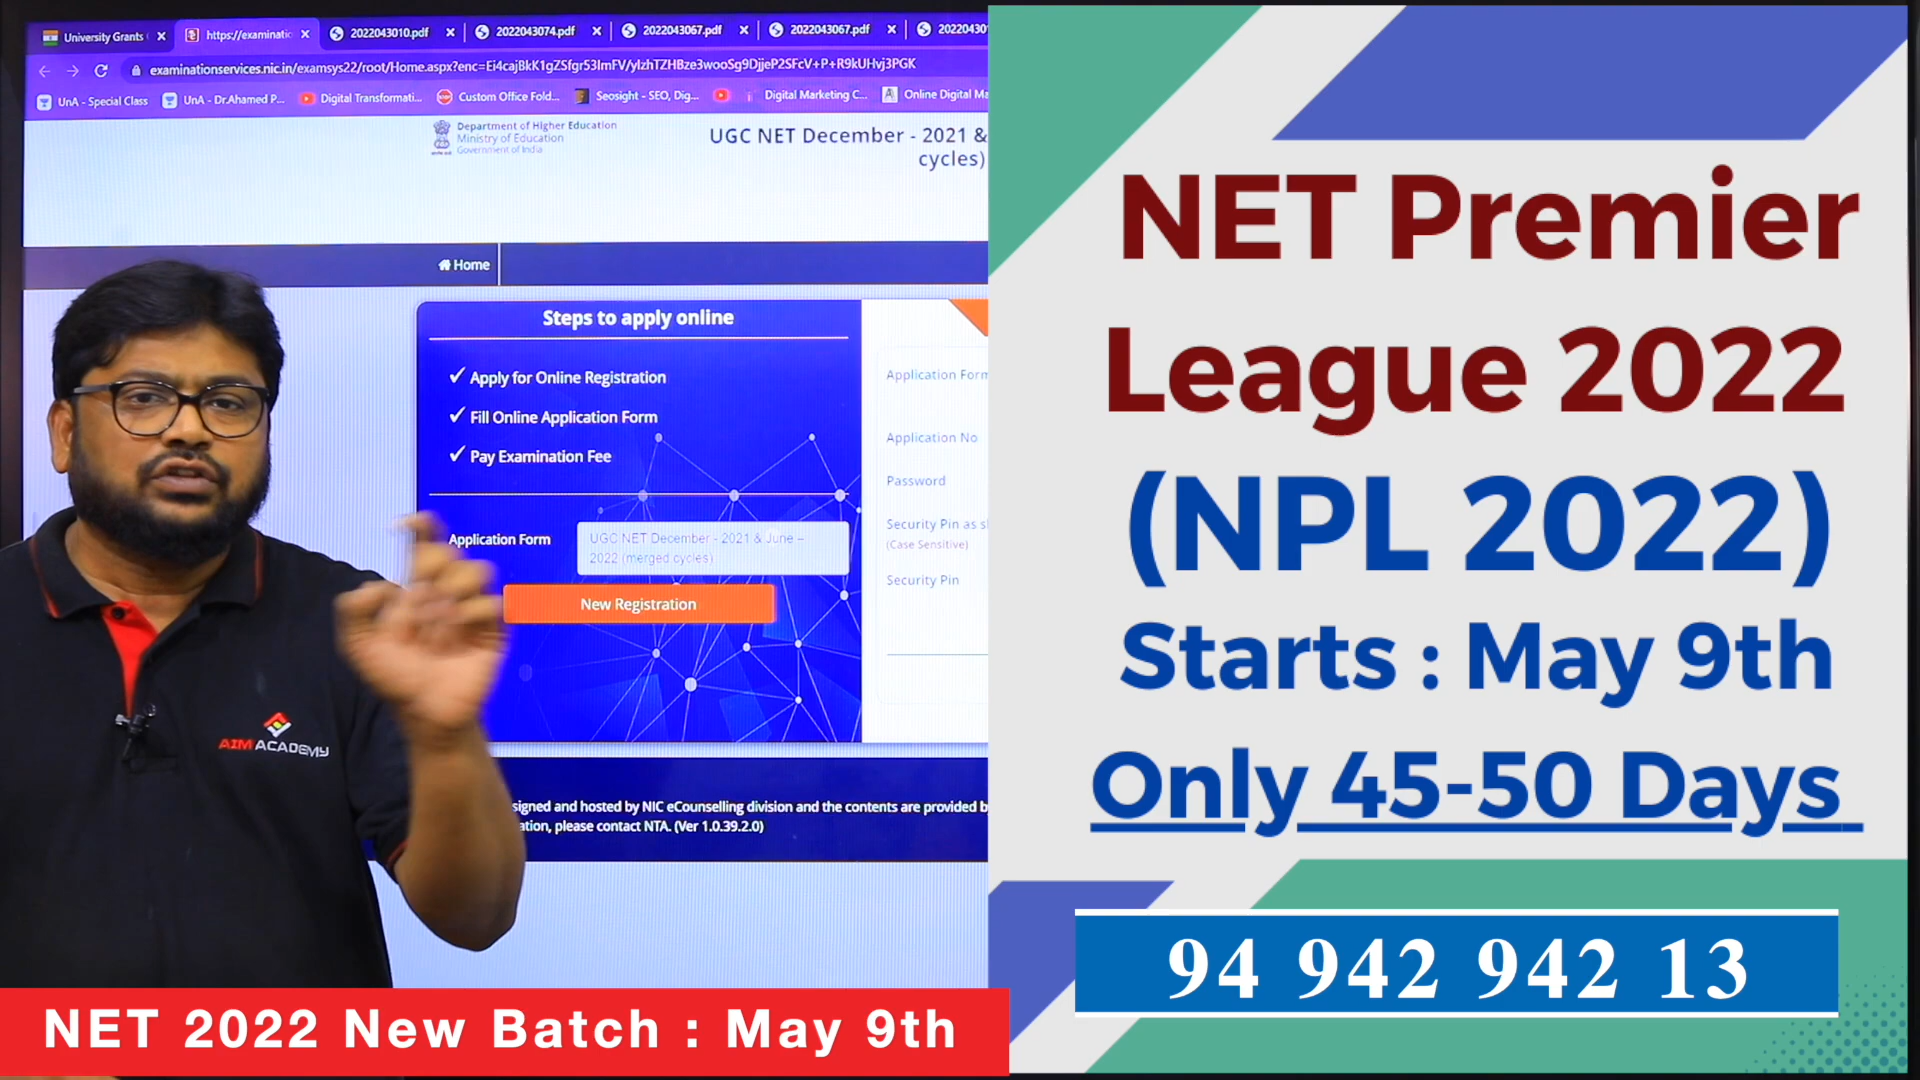 University Grants
https://examinatio
2022043010.pdf
2022043074.pdf
2022043067.pdf
2022043067.pdf
examinationservices.nic.in/examsys22/root/Home.aspx?enc=
UnA - Special Class
UnA - Dr.Ahamed P...
Digital Transformati...
Custom Office Fold...
Seosight - SEO, Dig...
Digital Marketing C...
Online Digital Ma
Department of Higher Education
Ministry of Education
Government of India
UGC NET December - 2021 &
cycles)
Home
Steps to apply online
✓ Apply for Online Registration
✓ Fill Online Application Form
✓ Pay Examination Fee
Application Form
UGC NET December - 2021 & June –
2022 (merged cycles)
New Registration
Application Form
Application No
Password
Security Pin as
(Case Sensitive)
Security Pin
signed and hosted by NIC eCounselling division and the contents are provided
please contact NTA. (Ver 1.0.39.2.0)
AIM ACADEMY
NET 2022 New Batch : May 9th
NET Premier
League 2022
(NPL 2022)
Starts : May 9th
Only 45-50 Days
94 942 942 13